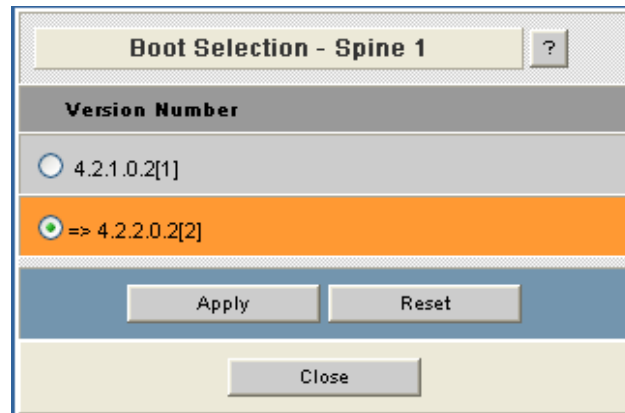 Boot Selection - Spine 1 ?
Version Number
4.2.1.0.2[1]
=> 4.2.2.0.2[2]
Apply Reset
Close